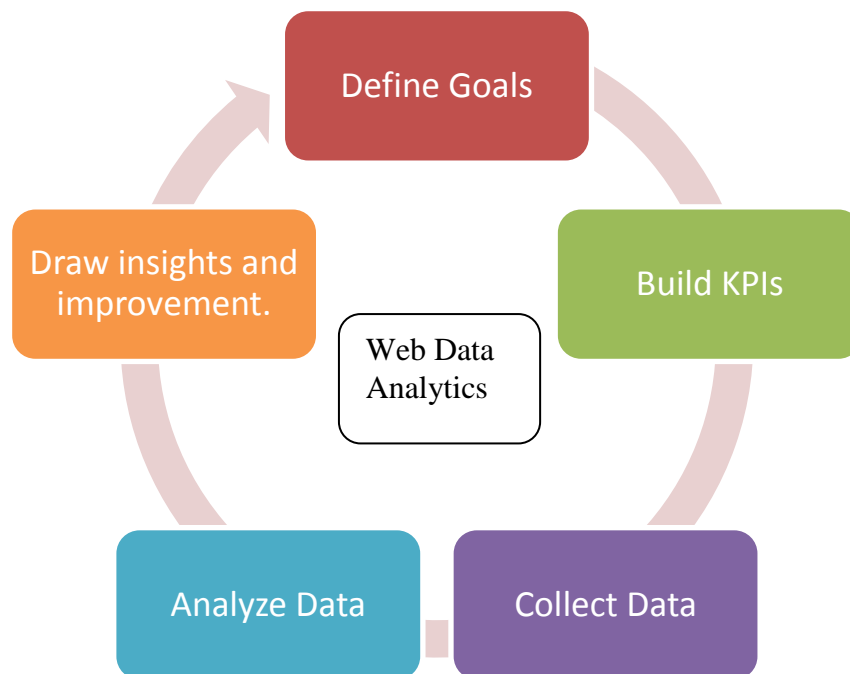 Define Goals
Build KPIs
Collect Data
Analyze Data
Draw insights and
improvement.
Web Data
Analytics